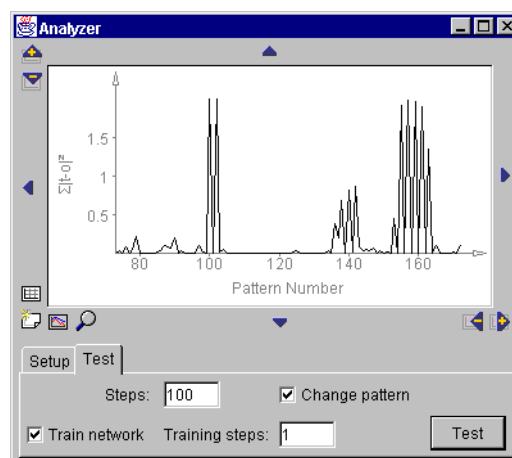 Analyzer
Σ|t-o|²
1.5
1
0.5
80 100 120 140 160
Pattern Number
Setup Test
Steps: 100 Change pattern
Train network Training steps: 1 Test